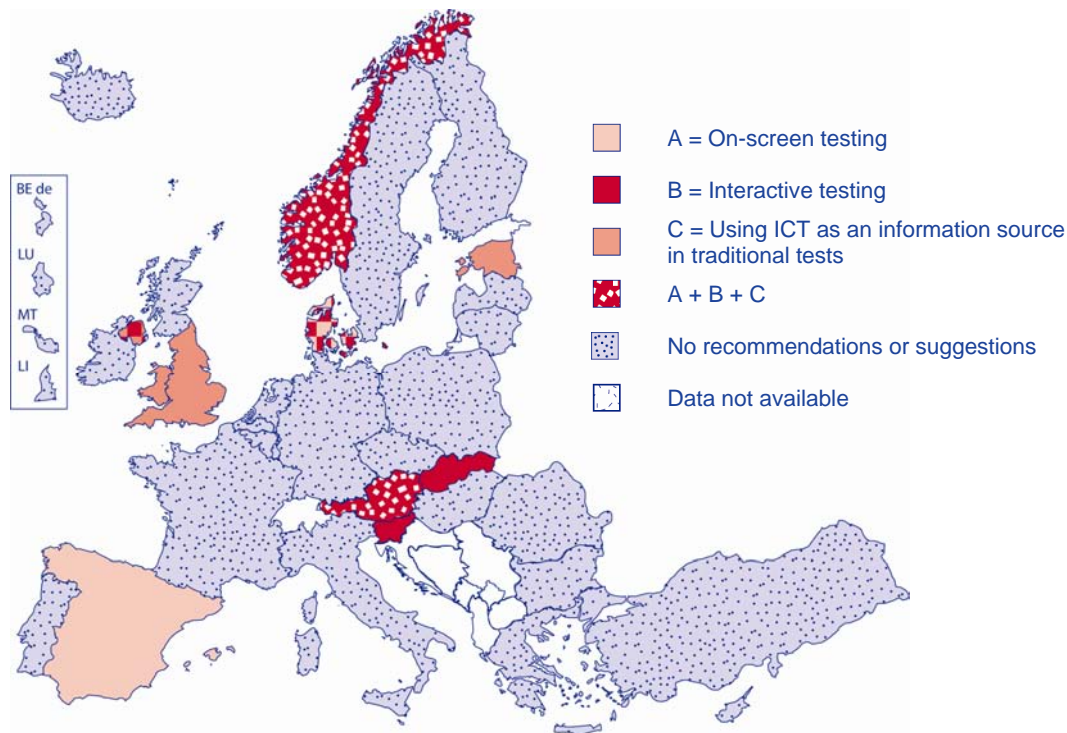 BE de
LU
MT
LI
A = On-screen testing
B = Interactive testing
C = Using ICT as an information source
in traditional tests
A + B + C
No recommendations or suggestions
Data not available